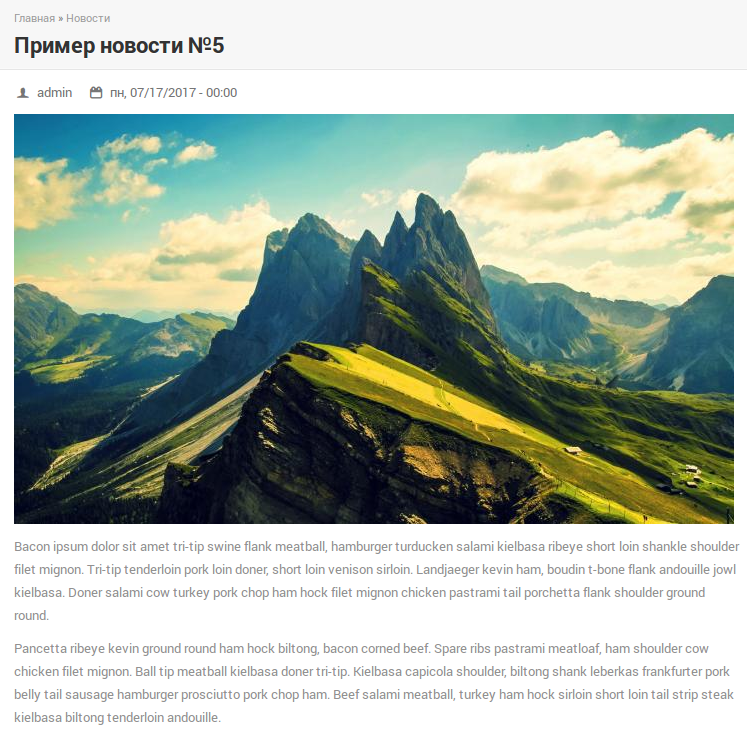 Главная » Новости
Пример новости №5
admin пн, 07/17/2017 - 00:00
Bacon ipsum dolor sit amet tri-tip swine flank meatball, hamburger turducken salami kielbasa ribeye short loin shankle shoulder
filet mignon. Tri-tip tenderloin pork loin doner, short loin venison sirloin. Landjaeger kevin ham, boudin t-bone flank andouille jowl
kielbasa. Doner salami cow turkey pork chop ham hock filet mignon chicken pastrami tail porchetta flank shoulder ground
round.
Pancetta ribeye kevin ground round ham hock biltong, bacon corned beef. Spare ribs pastrami meatloaf, ham shoulder cow
chicken filet mignon. Ball tip meatball kielbasa doner tri-tip. Kielbasa capicola shoulder, biltong shank leberkas frankfurter pork
belly tail sausage hamburger prosciutto pork chop ham. Beef salami meatball, turkey ham hock sirloin short loin tail strip steak
kielbasa biltong tenderloin andouille.